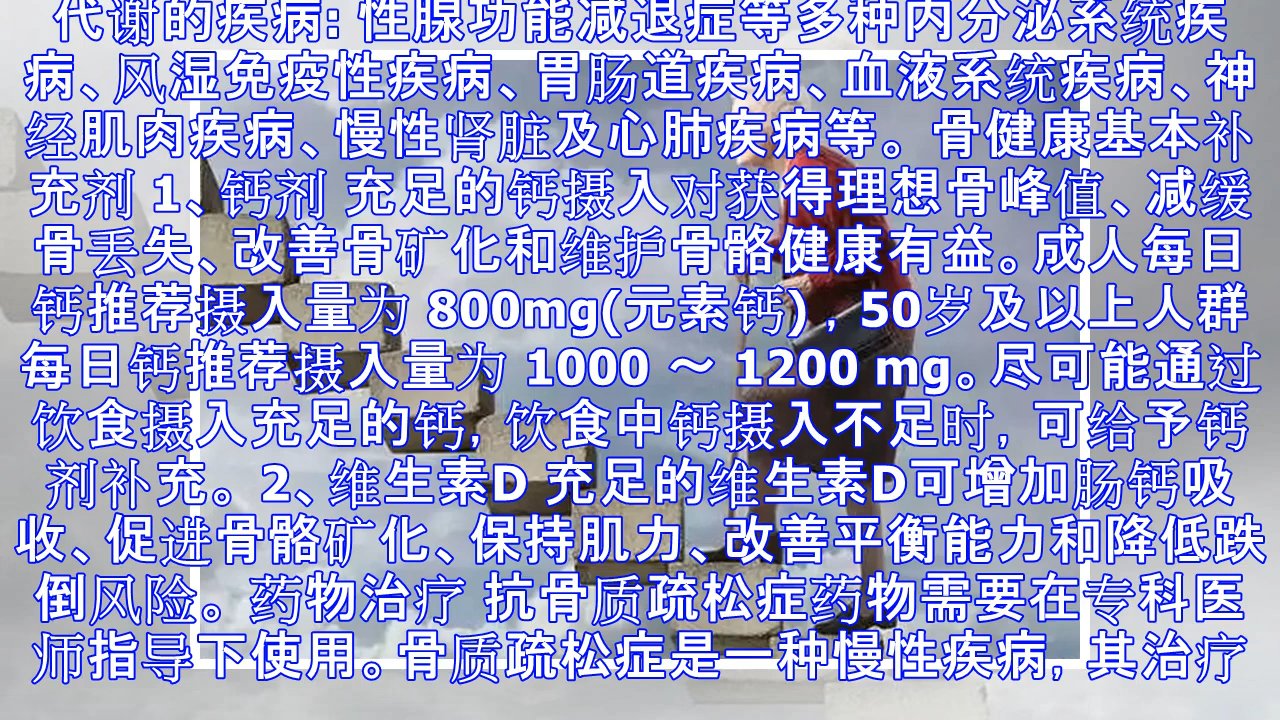 代谢的疾病: 性腺功能减退症等多种内分泌系统疾
病、风湿免疫性疾病、胃肠道疾病、血液系统疾病、神
经肌肉疾病、慢性肾脏及心肺疾病等。骨健康基本补
充剂 1、钙剂 充足的钙摄入对获得理想骨峰值、减缓
骨丢失、改善骨矿化和维护骨骼健康有益。成人每日
钙推荐摄入量为 800mg(元素钙)，50岁及以上人群
每日钙推荐摄入量为 1000 ～ 1200 mg。尽可能通过
饮食摄入充足的钙, 饮食中钙摄入不足时, 可给予钙
剂补充。2、维生素D 充足的维生素D可增加肠钙吸
收、促进骨骼矿化、保持肌力、改善平衡能力和降低跌
倒风险。药物治疗 抗骨质疏松症药物需要在专科医
师指导下使用。骨质疏松症是一种慢性疾病, 其治疗